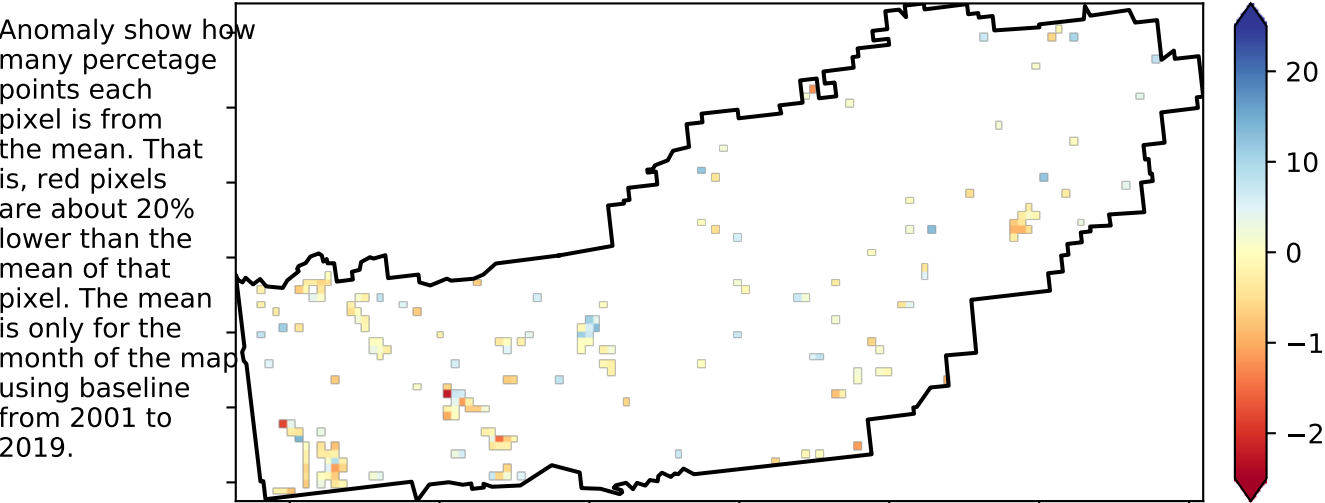 Anomaly show how
many percetage
points each
pixel is from
the mean. That
is, red pixels
are about 20%
lower than the
mean of that
pixel. The mean
is only for the
month of the map
using baseline
from 2001 to
2019.
20
10
0
−1
−2